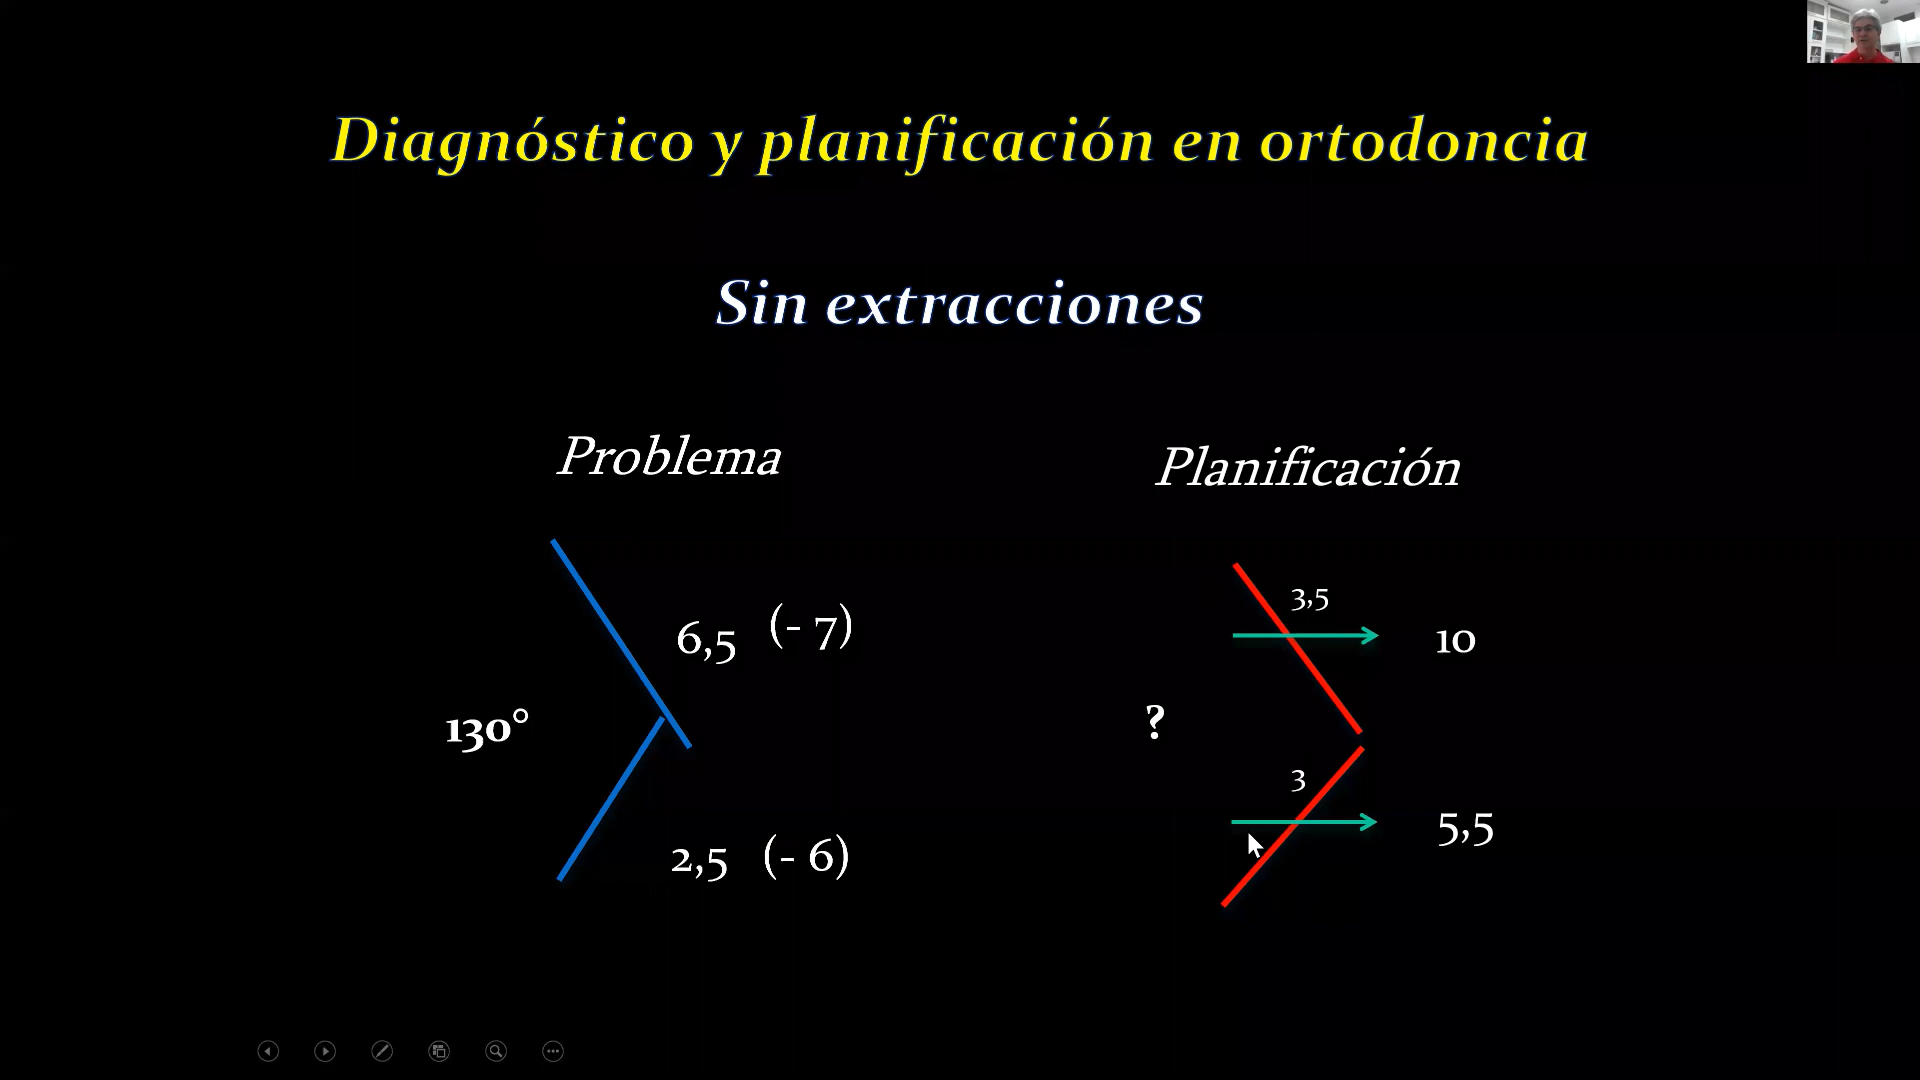 Diagnóstico y planificación en ortodoncia
Sin extracciones
Problema
Planificación
6,5 (- 7)
130°
2,5 (- 6)
3,5
10
?
3
5,5